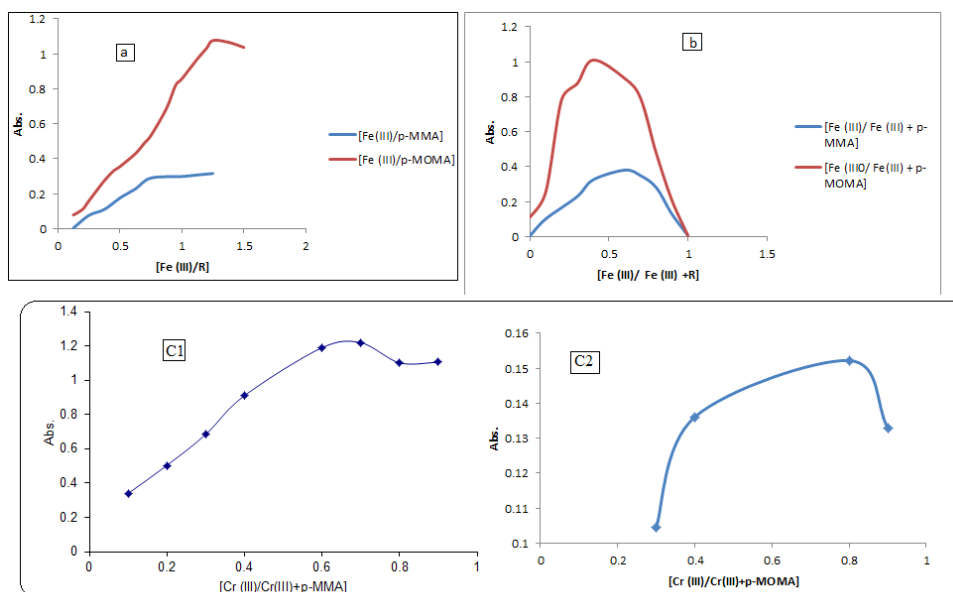 a
1.2
1
0.8
0.6
0.4
0.2
0
Abs.
0
0.5
1
1.5
2
[Fe (III)/R]
[Fe(III)/p-MMA]
[Fe (III)/p-MOMA]
b
1.2
1
0.8
0.6
0.4
0.2
0
Abs.
0
0.5
1
1.5
[Fe (III)/ Fe (III) +R]
[Fe (III)/ Fe (III) + p-
MMA]
[Fe (III0/ Fe(III) + p-
MOMA]
C1
1.4
1.2
1
0.8
0.6
0.4
0.2
0
Abs.
0
0.2
0.4
0.6
0.8
1
[Cr (III)/Cr(III)+p-MMA]
C2
0.16
0.15
0.14
0.13
0.12
0.11
0.1
Abs.
0
0.2
0.4
0.6
0.8
1
[Cr (III)/Cr(III)+p-MOMA]